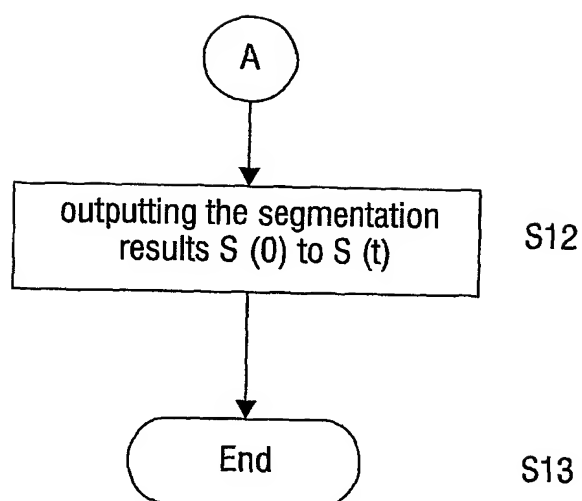 A
outputting the segmentation
results S (0) to S (t)
S12
End
S13